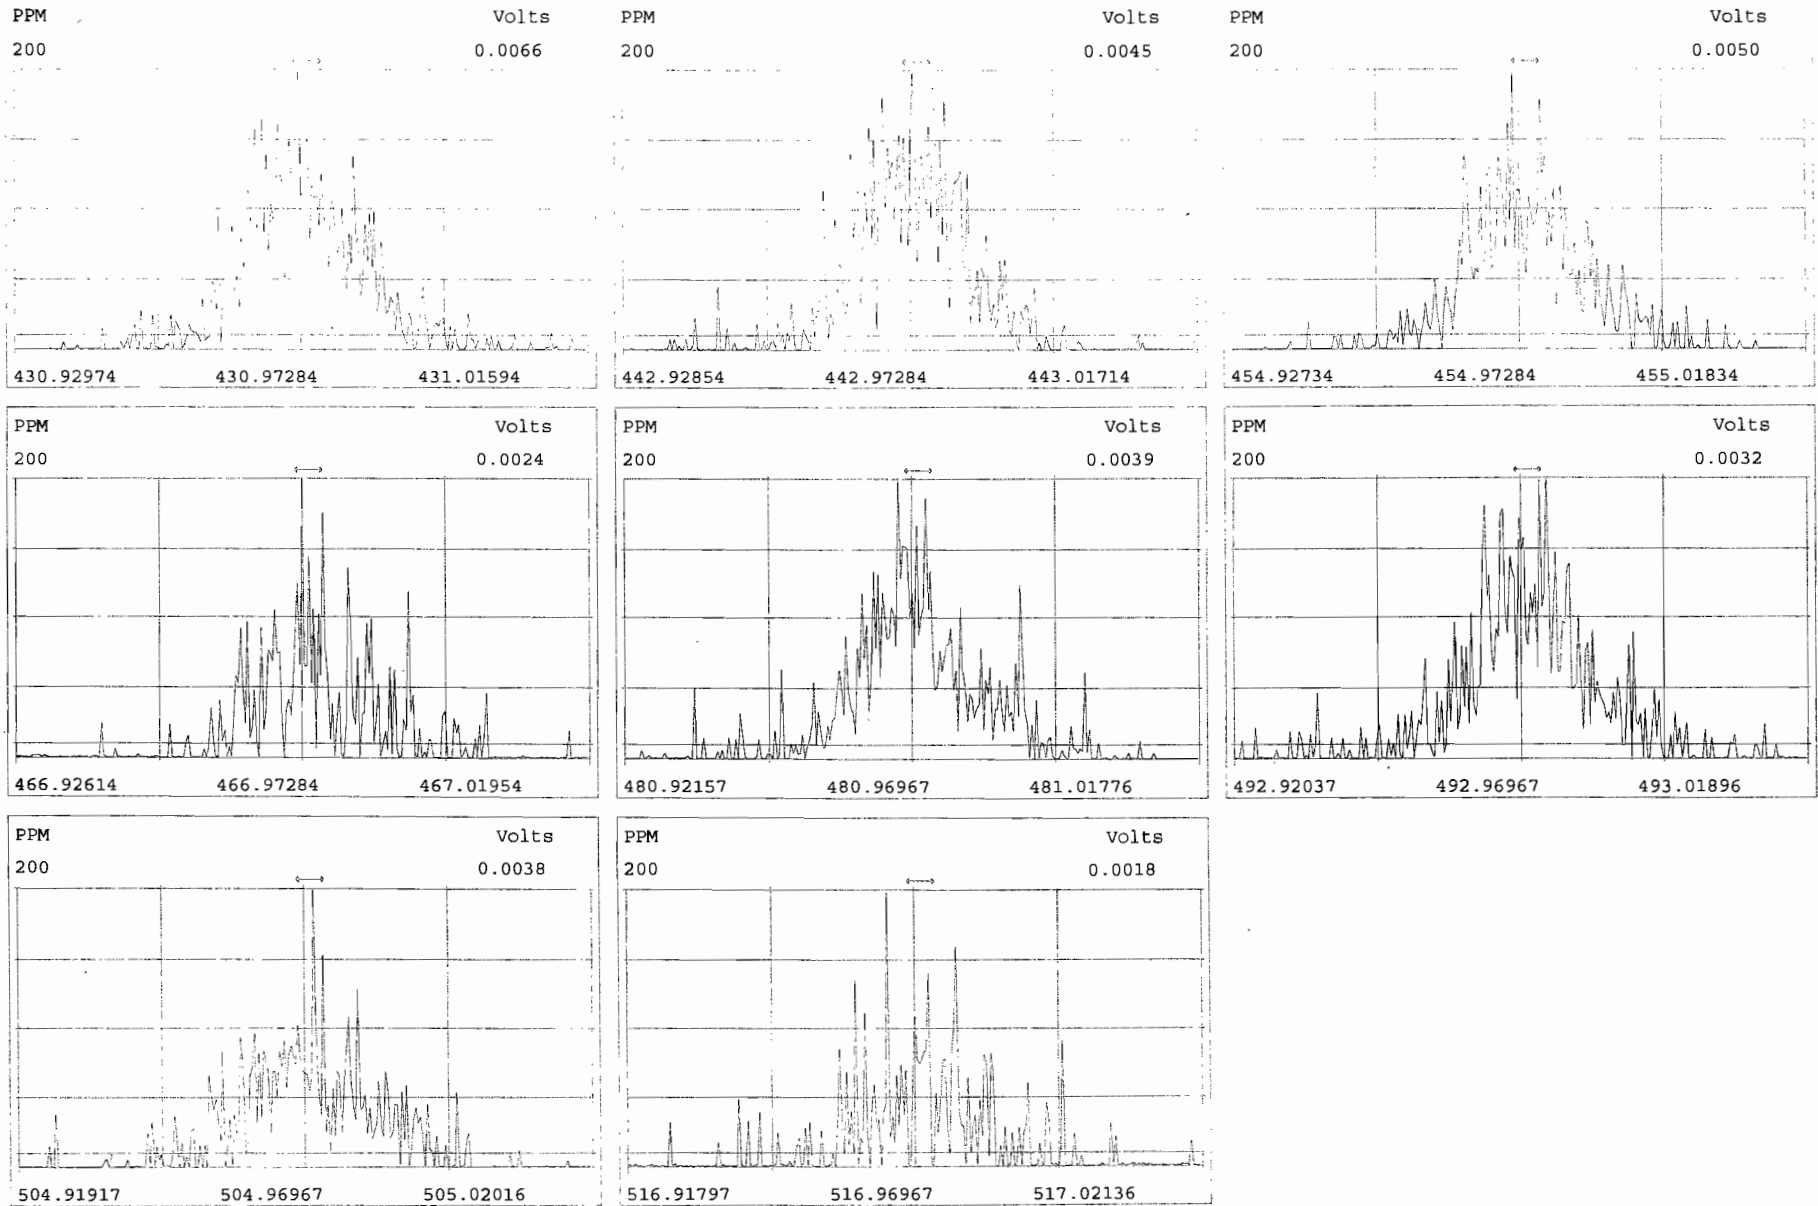 PPM Volts
200 0.0066
430.92974 430.97284 431.01594
PPM Volts
200 0.0045
442.92854 442.97284 443.01714
PPM Volts
200 0.0050
454.92734 454.97284 455.01834
PPM Volts
200 0.0024
466.92614 466.97284 467.01954
PPM Volts
200 0.0039
480.92157 480.96967 481.01776
PPM Volts
200 0.0032
492.92037 492.96967 493.01896
PPM Volts
200 0.0038
504.91917 504.96967 505.02016
PPM Volts
200 0.0018
516.91797 516.96967 517.02136